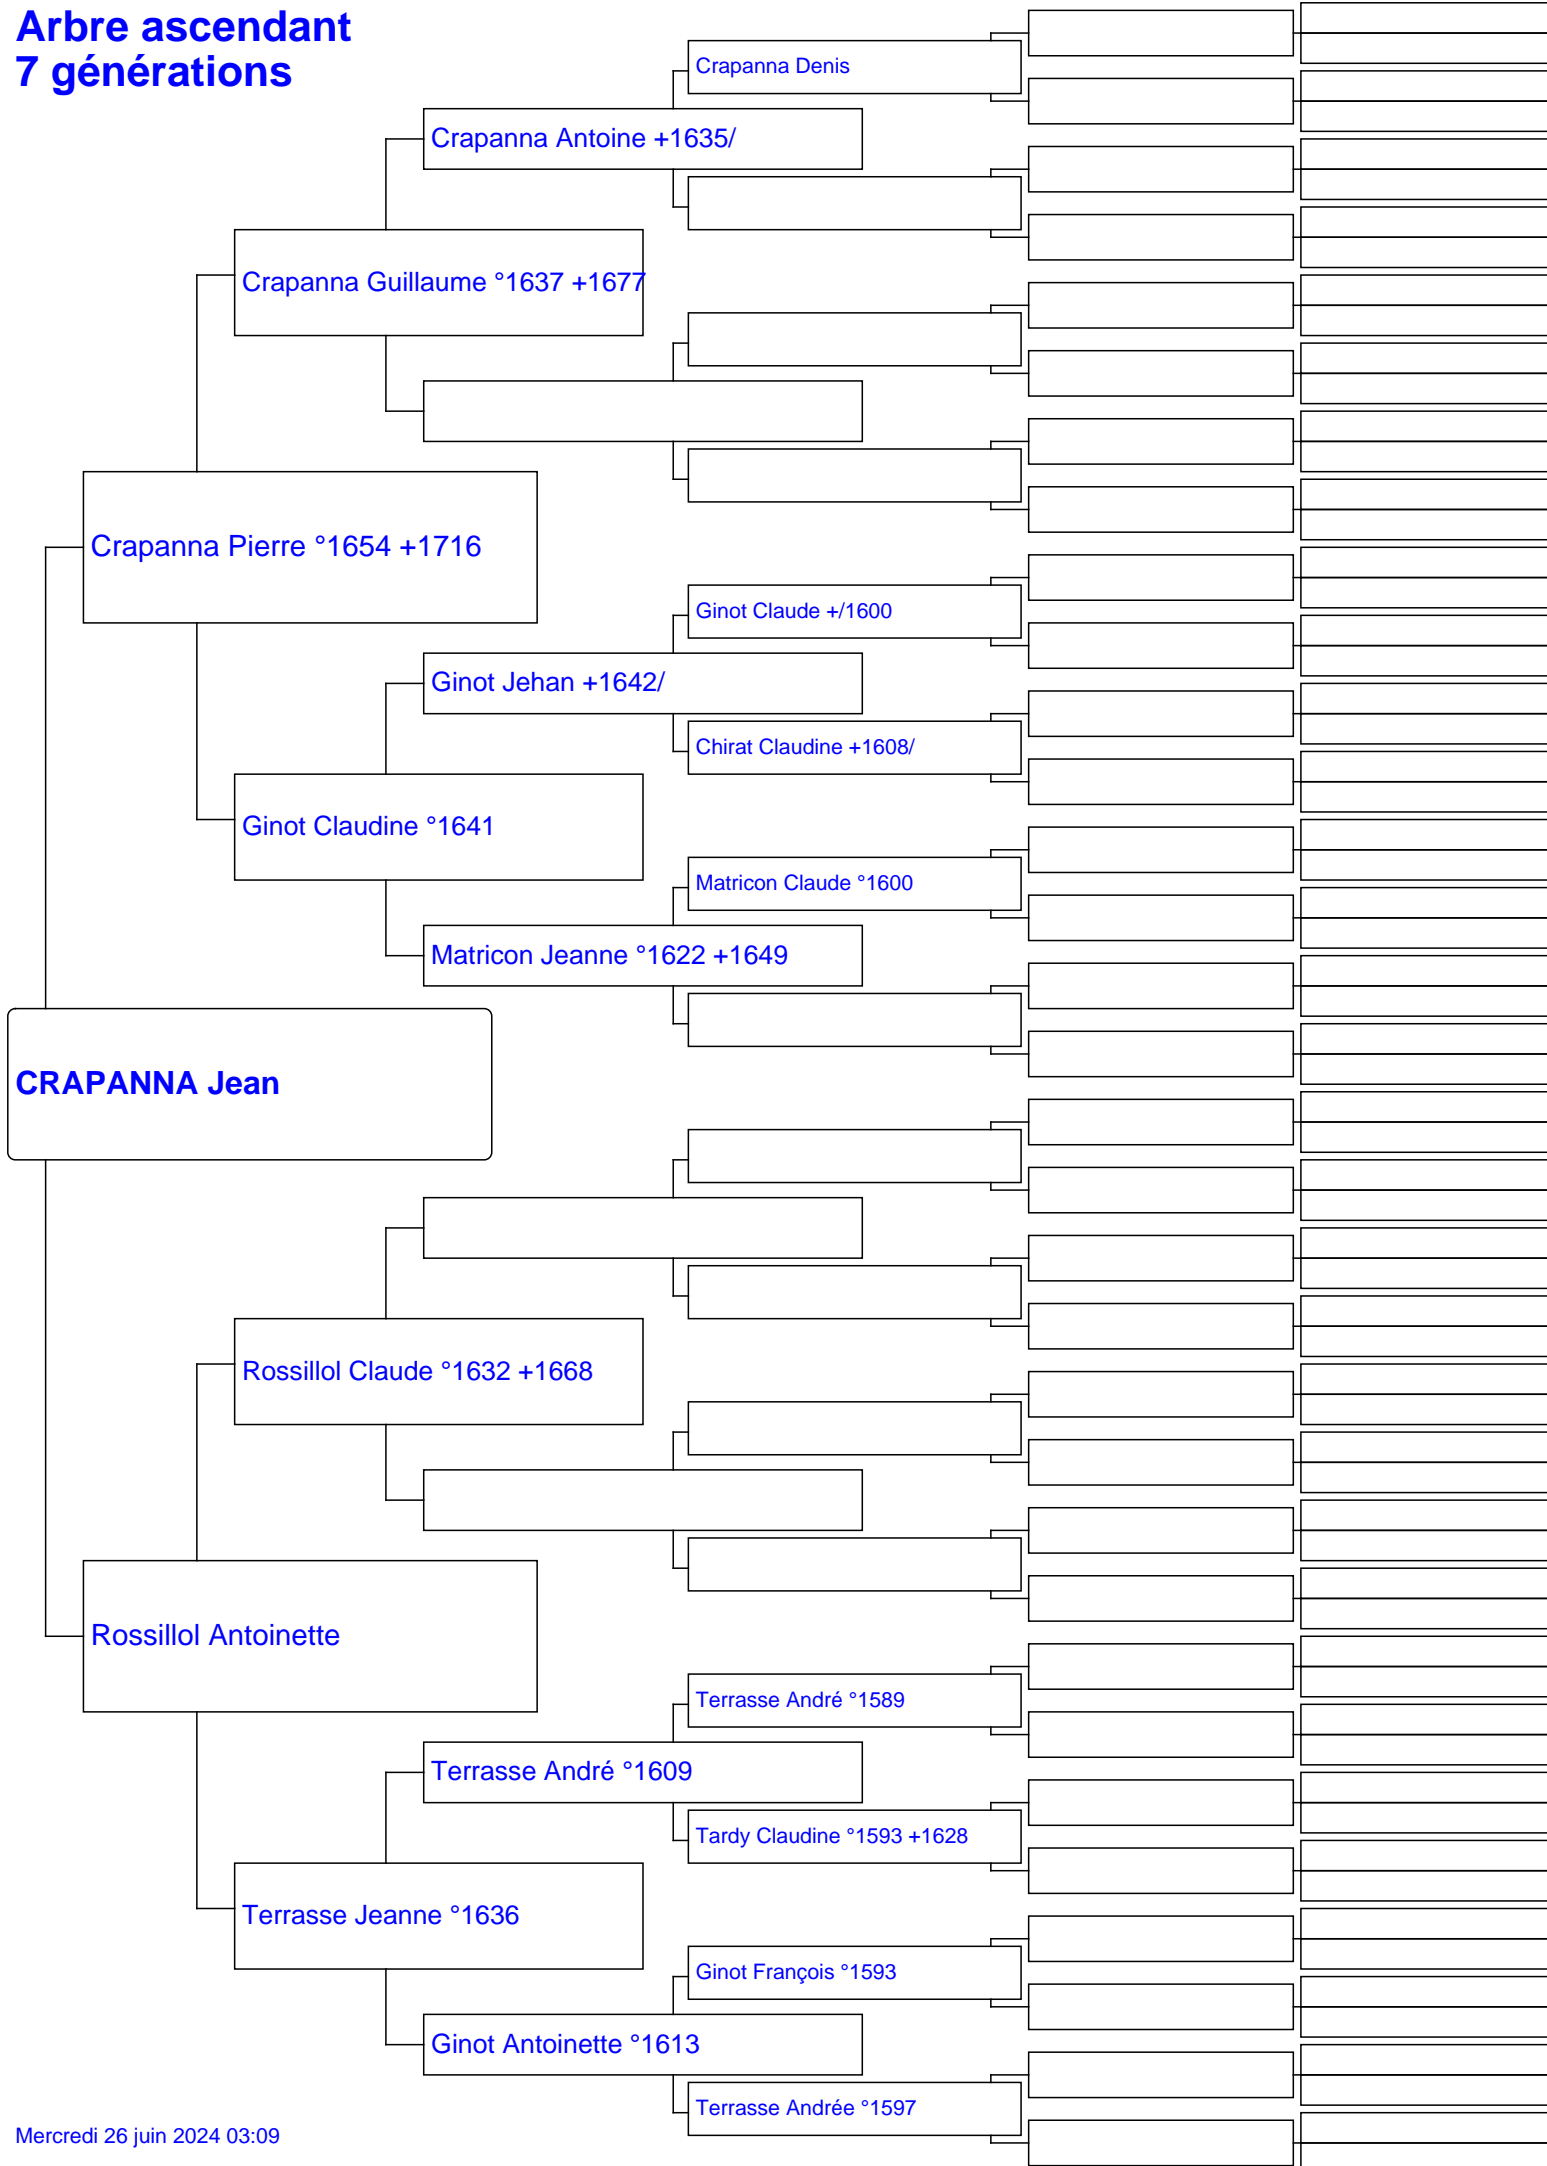 Arbre ascendant
7 générations
Crapanna Denis
Crapanna Antoine +1635/
Crapanna Guillaume °1637 +1677
Crapanna Pierre °1654 +1716
Ginot Claude +/1600
Ginot Jehan +1642/
Chirat Claudine +1608/
Ginot Claudine °1641
Matricon Claude °1600
Matricon Jeanne °1622 +1649
CRAPANNA Jean
Rossillol Claude °1632 +1668
Rossillol Antoinette
Terrasse André °1589
Terrasse André °1609
Tardy Claudine °1593 +1628
Terrasse Jeanne °1636
Ginot François °1593
Ginot Antoinette °1613
Terrasse Andrée °1597
Mercredi 26 juin 2024 03:09